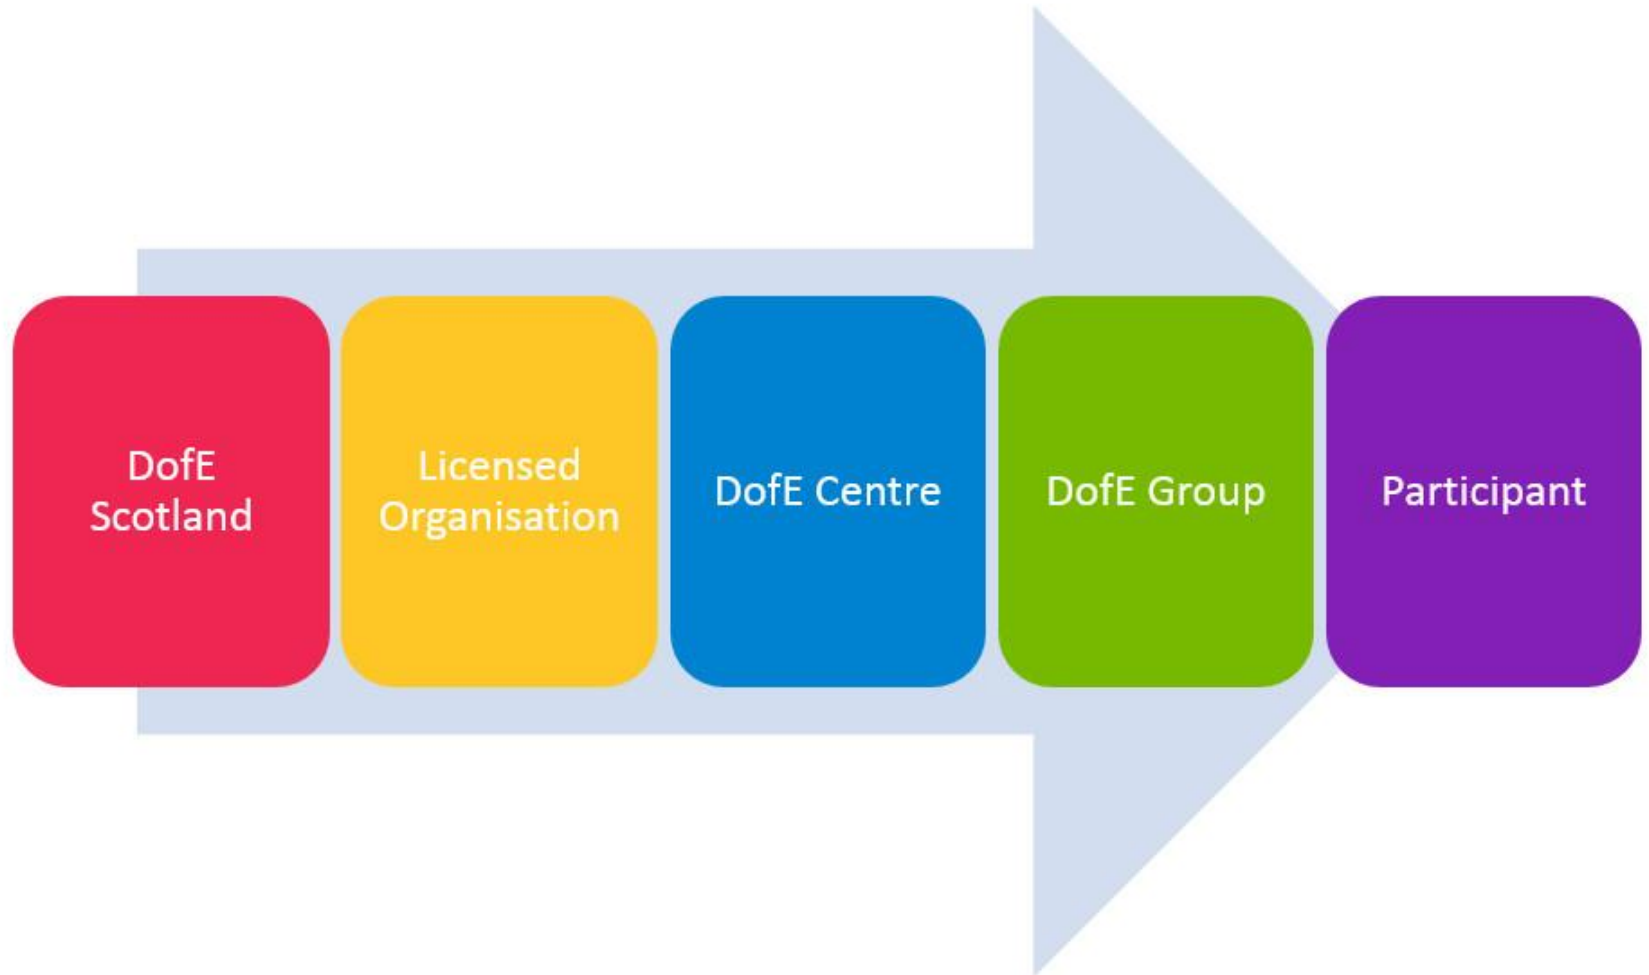 DofE
Scotland
Licensed
Organisation
DofE Centre
DofE Group
Participant